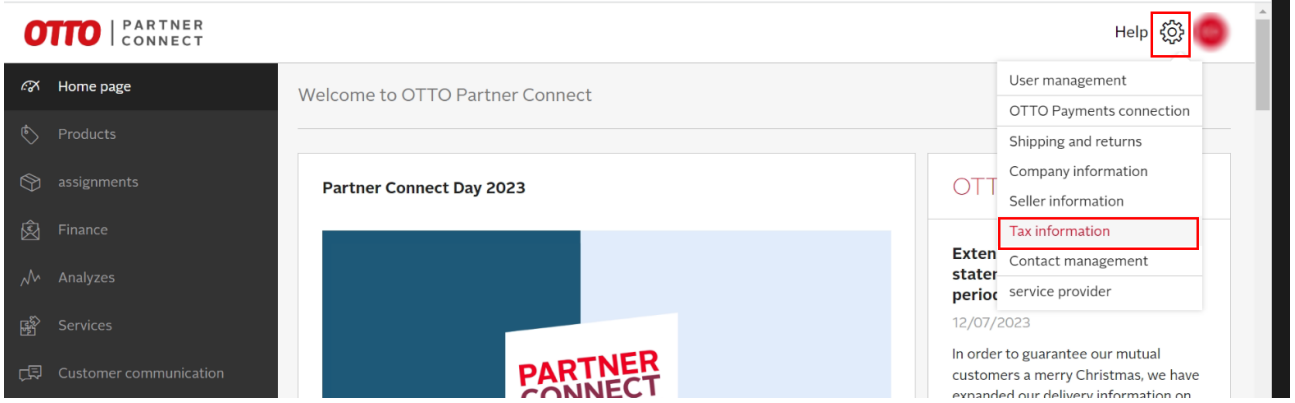 OTTO | PARTNER CONNECT
Help
Home page
Products
assignments
Finance
Analyzes
Services
Customer communication
Welcome to OTTO Partner Connect
Partner Connect Day 2023
PARTNER
CONNECT
User management
OTTO Payments connection
Shipping and returns
Company information
Seller information
Tax information
Contact management
service provider
12/07/2023
In order to guarantee our mutual
customers a merry Christmas, we have
expanded our delivery information on